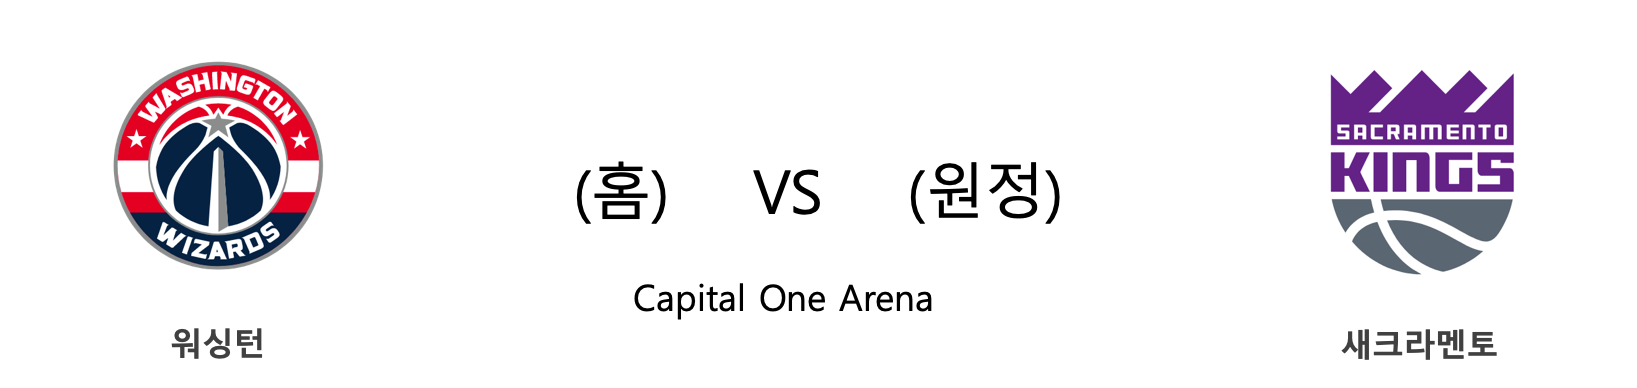 WASHINGTON
WIZARDS
(홈) VS (원정)
Capital One Arena
워싱턴
SACRAMENTO
KINGS
새크라멘토